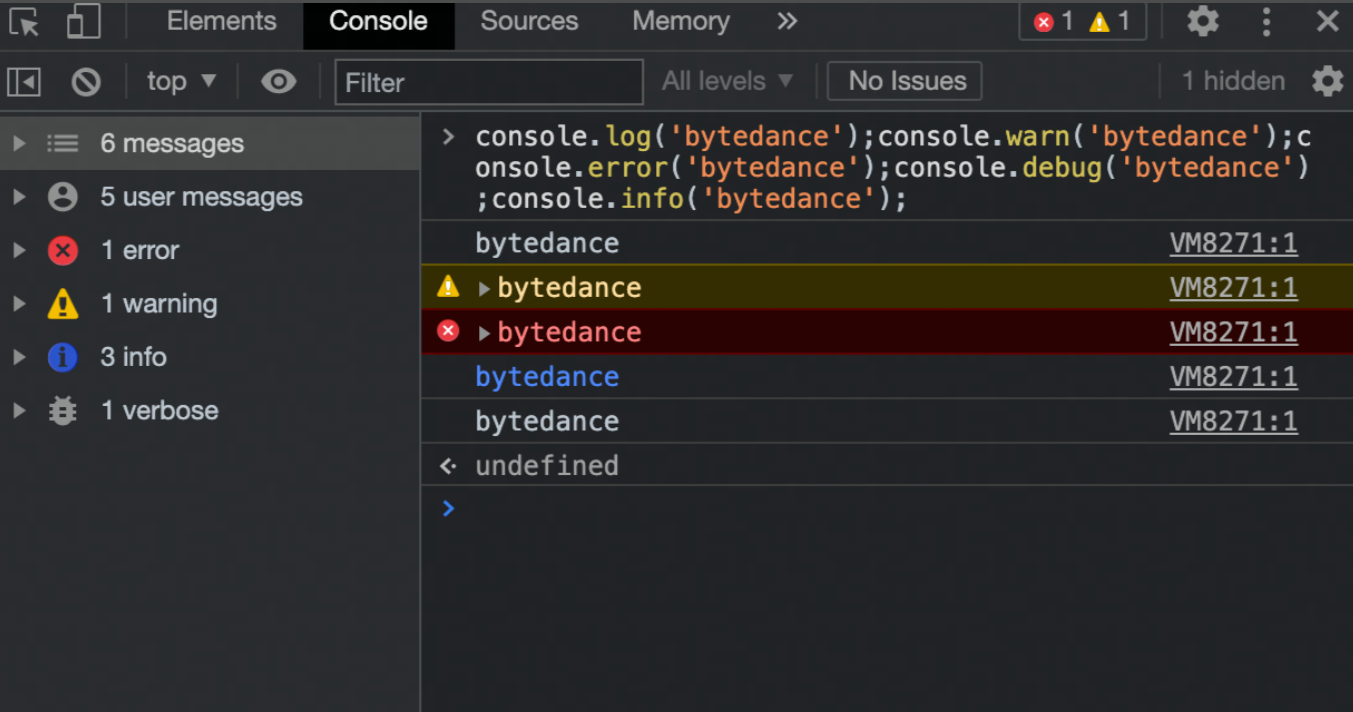 Elements Console Sources Memory 1 1
top Filter All levels No Issues 1 hidden
6 messages
5 user messages
1 error
1 warning
3 info
1 verbose
console.log('bytedance');console.warn('bytedance');c
onsole.error('bytedance');console.debug('bytedance')
;console.info('bytedance');
bytedance VM8271:1
bytedance VM8271:1
bytedance VM8271:1
bytedance VM8271:1
bytedance VM8271:1
undefined